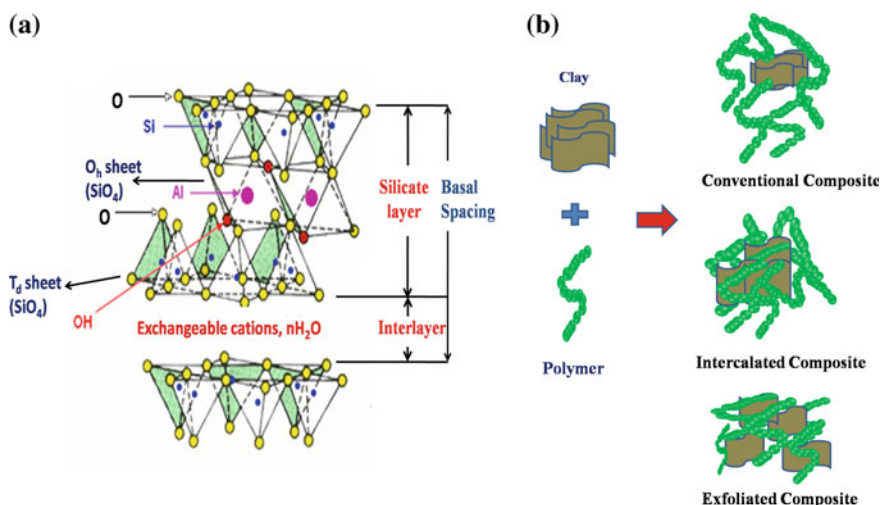 (a)
O
Si
Oh sheet
(SiO4)
Al
O
Td sheet
(SiO4)
OH
Silicate
layer
Basal
Spacing
Exchangeable cations, nH2O
Interlayer
(b)
Clay
Polymer
Conventional Composite
Intercalated Composite
Exfoliated Composite